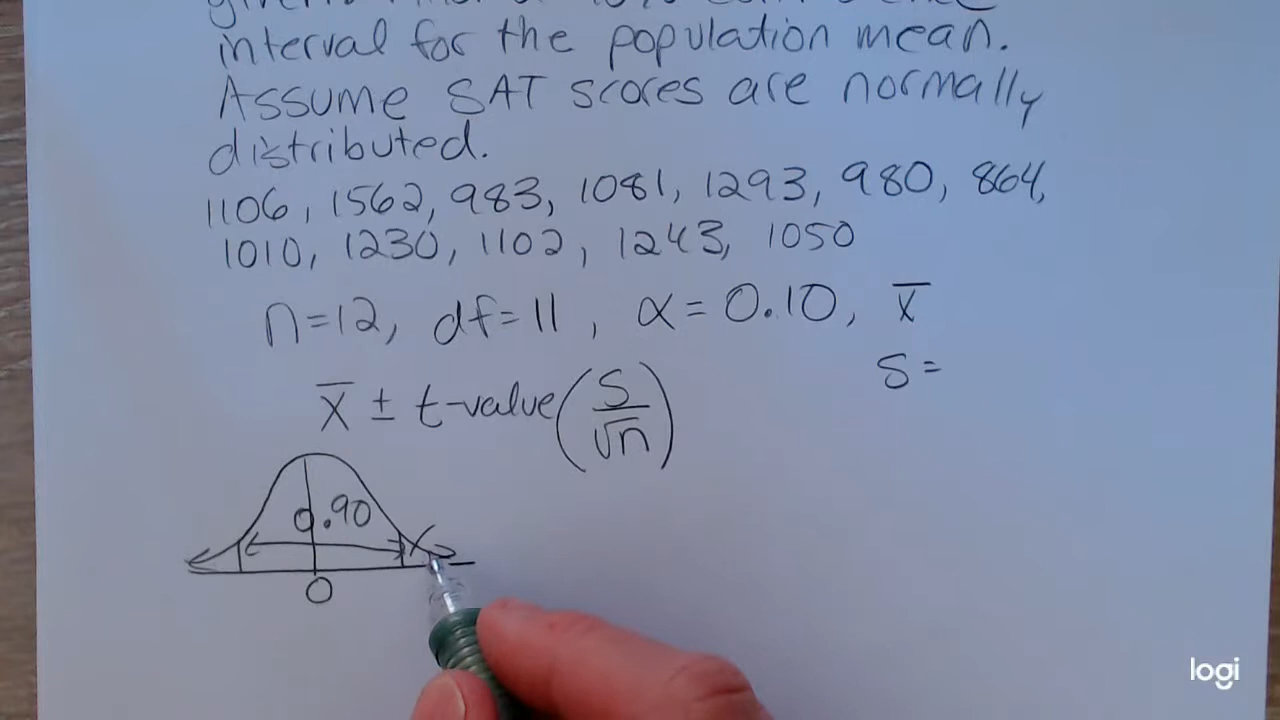 interval for the population mean.
Assume SAT scores are normally
distributed.
1106, 1562, 983, 1081, 1293, 980, 864,
1010, 1230, 1102, 1243, 1050
n=12, df=11, α=0.10, x̄
S =
x̄ ± t-value(S/√n)
0.90
0
logi